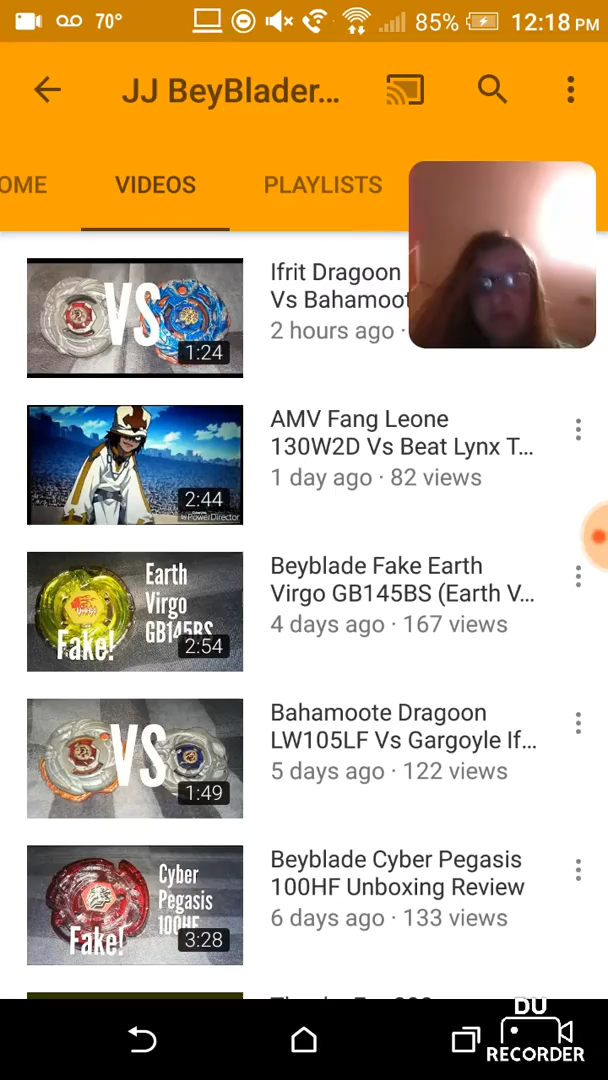 70° 85% 12:18 PM
JJ BeyBlader...
OME VIDEOS PLAYLISTS
VS
1:24
Ifrit Dragoon
Vs Bahamoot
2 hours ago ·
2:44
PowerDirector
AMV Fang Leone
130W2D Vs Beat Lynx T...
1 day ago · 82 views
Earth
Virgo
GB145BS
Fake!
2:54
Beyblade Fake Earth
Virgo GB145BS (Earth V...
4 days ago · 167 views
VS
1:49
Bahamoote Dragoon
LW105LF Vs Gargoyle If...
5 days ago · 122 views
Cyber
Pegasis
100HF
Fake!
3:28
Beyblade Cyber Pegasis
100HF Unboxing Review
6 days ago · 133 views
DU
RECORDER